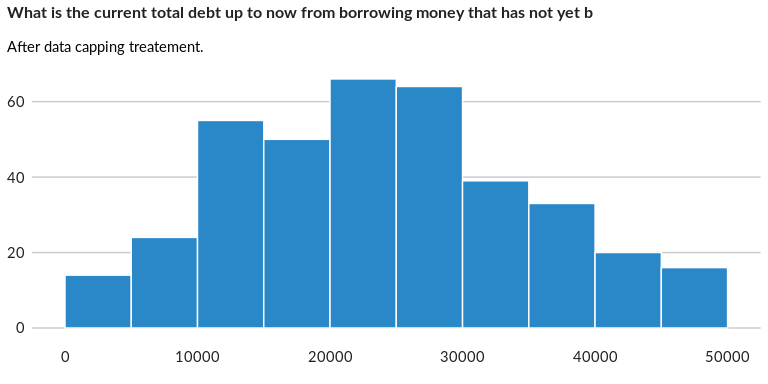 What is the current total debt up to now from borrowing money that has not yet b
After data capping treatement.
60
40
20
0
0 10000 20000 30000 40000 50000